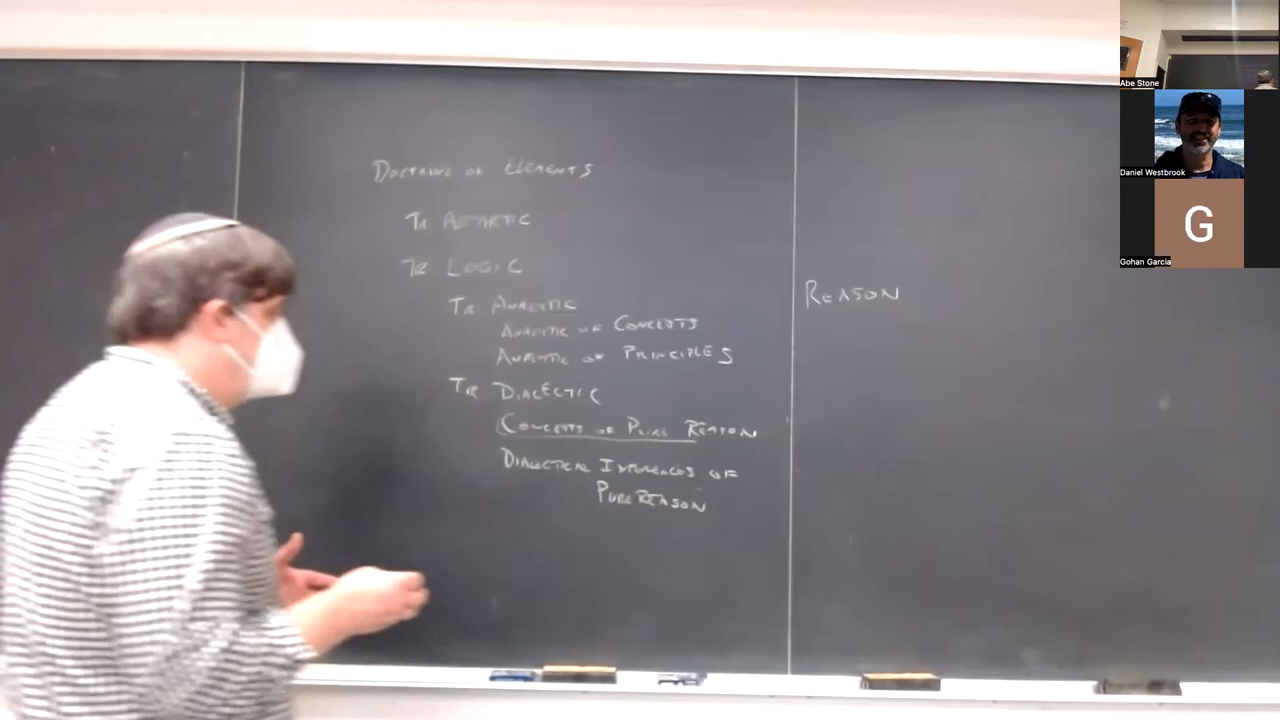 Doctrine of Elements
Tr Aesthetic
Tr Logic
Tr Analytic
Analytic of Concepts
Analytic of Principles
Tr Dialectic
Concepts of Pure Reason
Dialectical Inferences of
Pure Reason
Reason
Abe Stone
Daniel Westbrook
G
Gohan Garcia